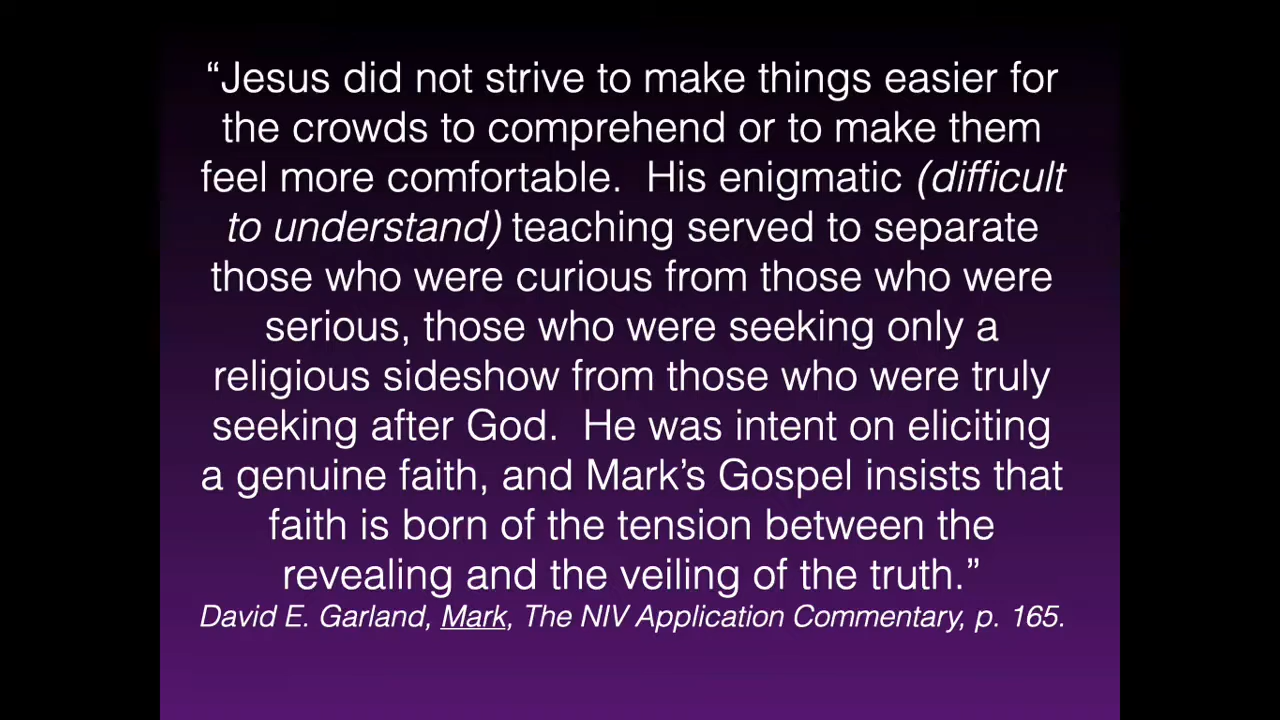 “Jesus did not strive to make things easier for
the crowds to comprehend or to make them
feel more comfortable.  His enigmatic (difficult
to understand) teaching served to separate
those who were curious from those who were
serious, those who were seeking only a
religious sideshow from those who were truly
seeking after God.  He was intent on eliciting
a genuine faith, and Mark’s Gospel insists that
faith is born of the tension between the
revealing and the veiling of the truth.”
David E. Garland, Mark, The NIV Application Commentary, p. 165.